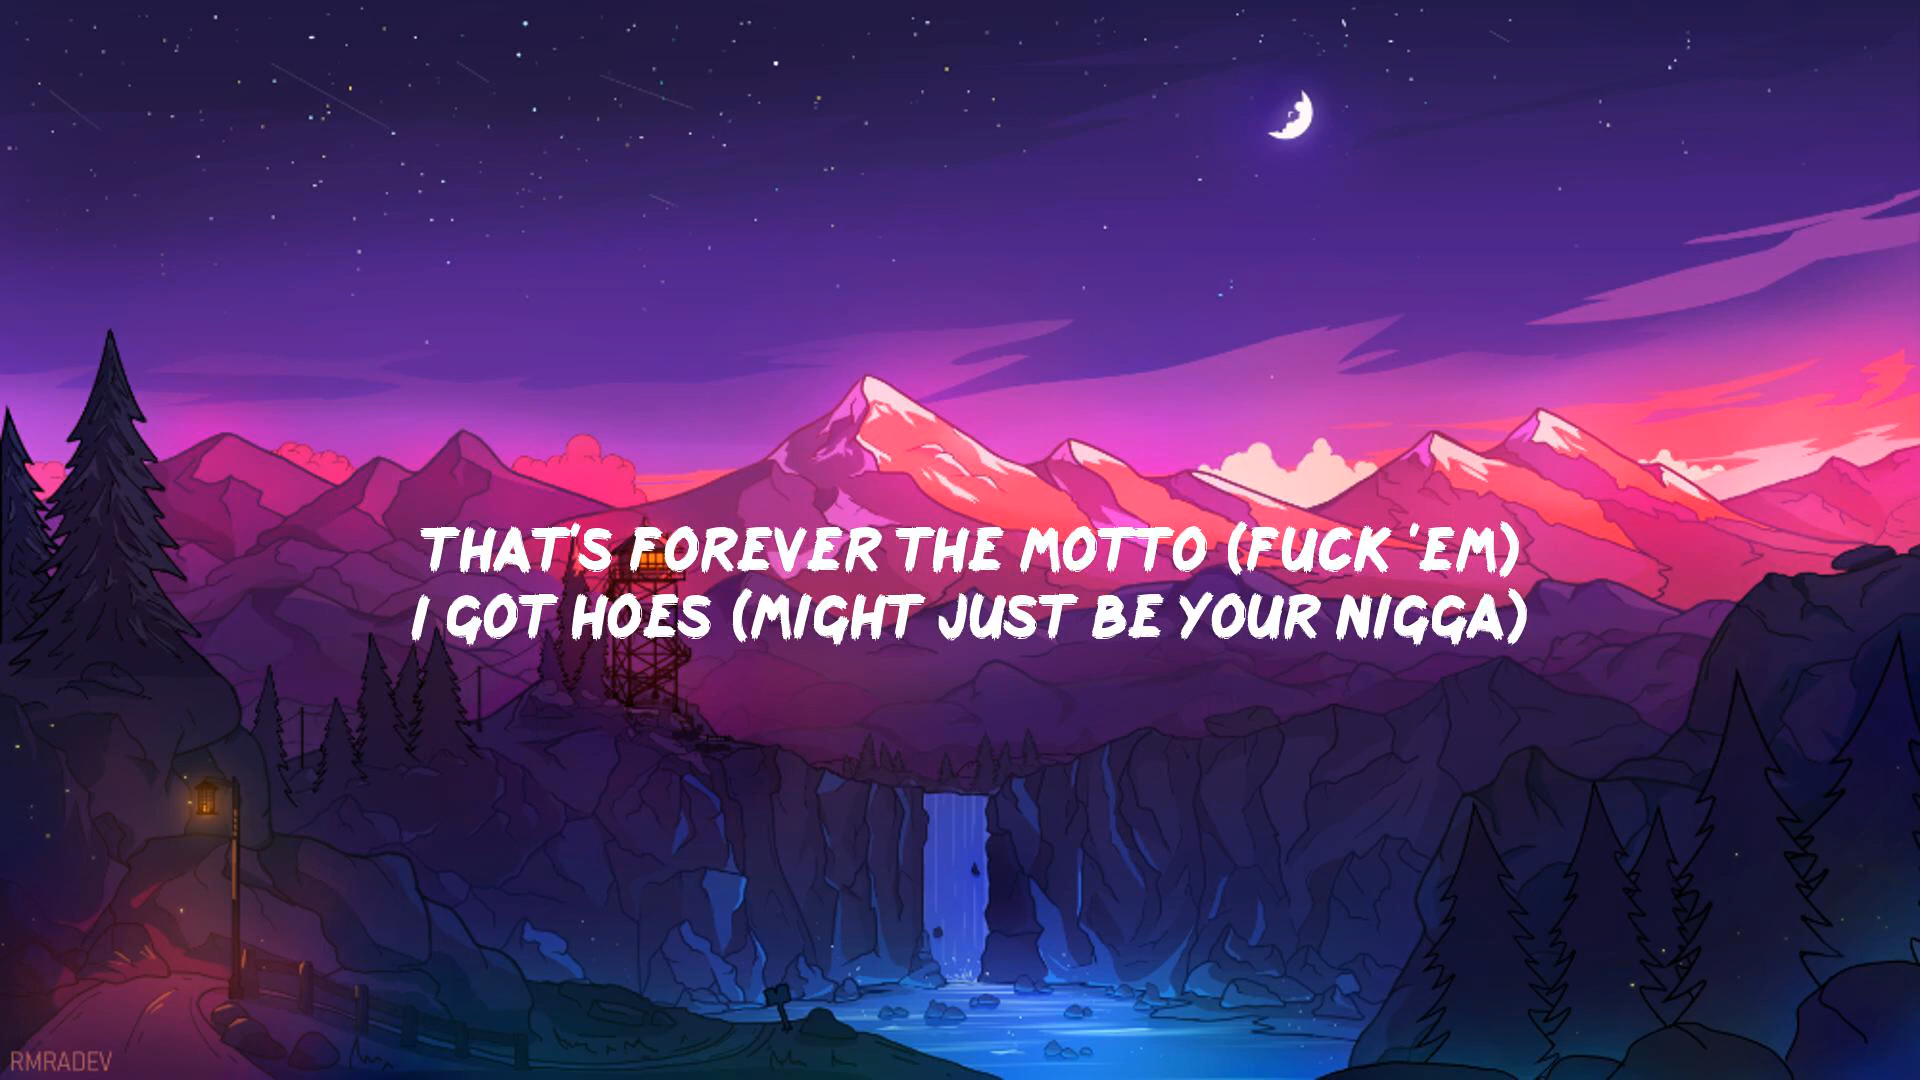 THAT'S FOREVER THE MOTTO (FUCK 'EM)
I GOT HOES (MIGHT JUST BE YOUR NIGGA)
RMRADEV